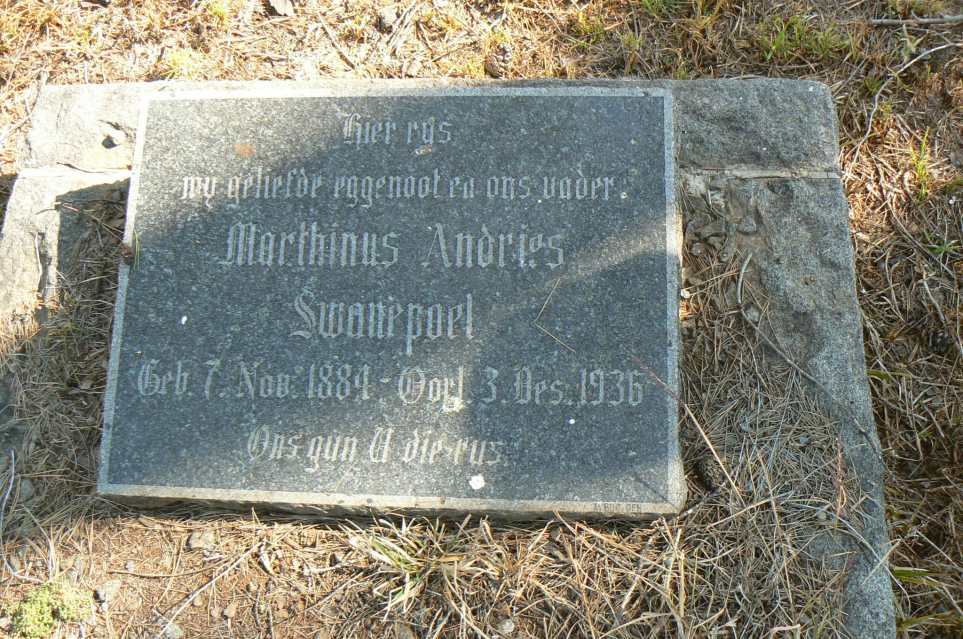 Hier rus
my geliefde eggenoot en ons vader
Marthinus Andries
Swanepoel
Geb. 7. Nov. 1884 - Oorl. 3. Des. 1936
Ons gun U die rus.